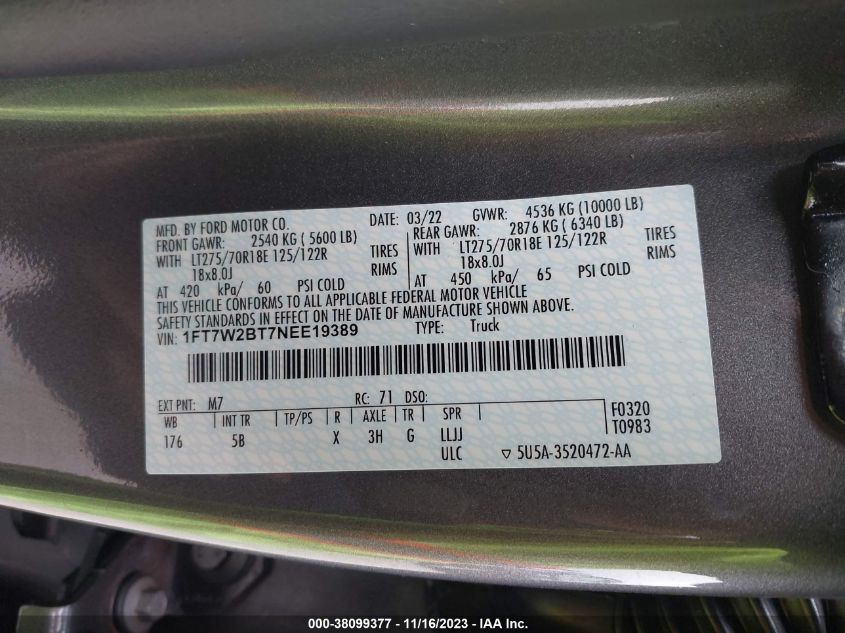 MFD. BY FORD MOTOR CO. DATE: 03/22 GVWR: 4536 KG (10000 LB)
FRONT GAWR: 2540 KG ( 5600 LB) REAR GAWR: 2876 KG ( 6340 LB)
WITH LT275/70R18E 125/122R TIRES WITH LT275/70R18E 125/122R TIRES
18x8.0J RIMS 18x8.0J RIMS
AT 420 kPa/ 60 PSI COLD AT 450 kPa/ 65 PSI COLD
THIS VEHICLE CONFORMS TO ALL APPLICABLE FEDERAL MOTOR VEHICLE
SAFETY STANDARDS IN EFFECT ON THE DATE OF MANUFACTURE SHOWN ABOVE.
VIN: 1FT7W2BT7NEE19389 TYPE: Truck
EXT PNT: M7 RC: 71 DSO:
WB INT TR TP/PS R AXLE TR SPR F0320
176 5B X 3H G LLJJ T0983
ULC ▽ 5U5A-3520472-AA
000-38099377 - 11/16/2023 - IAA Inc.